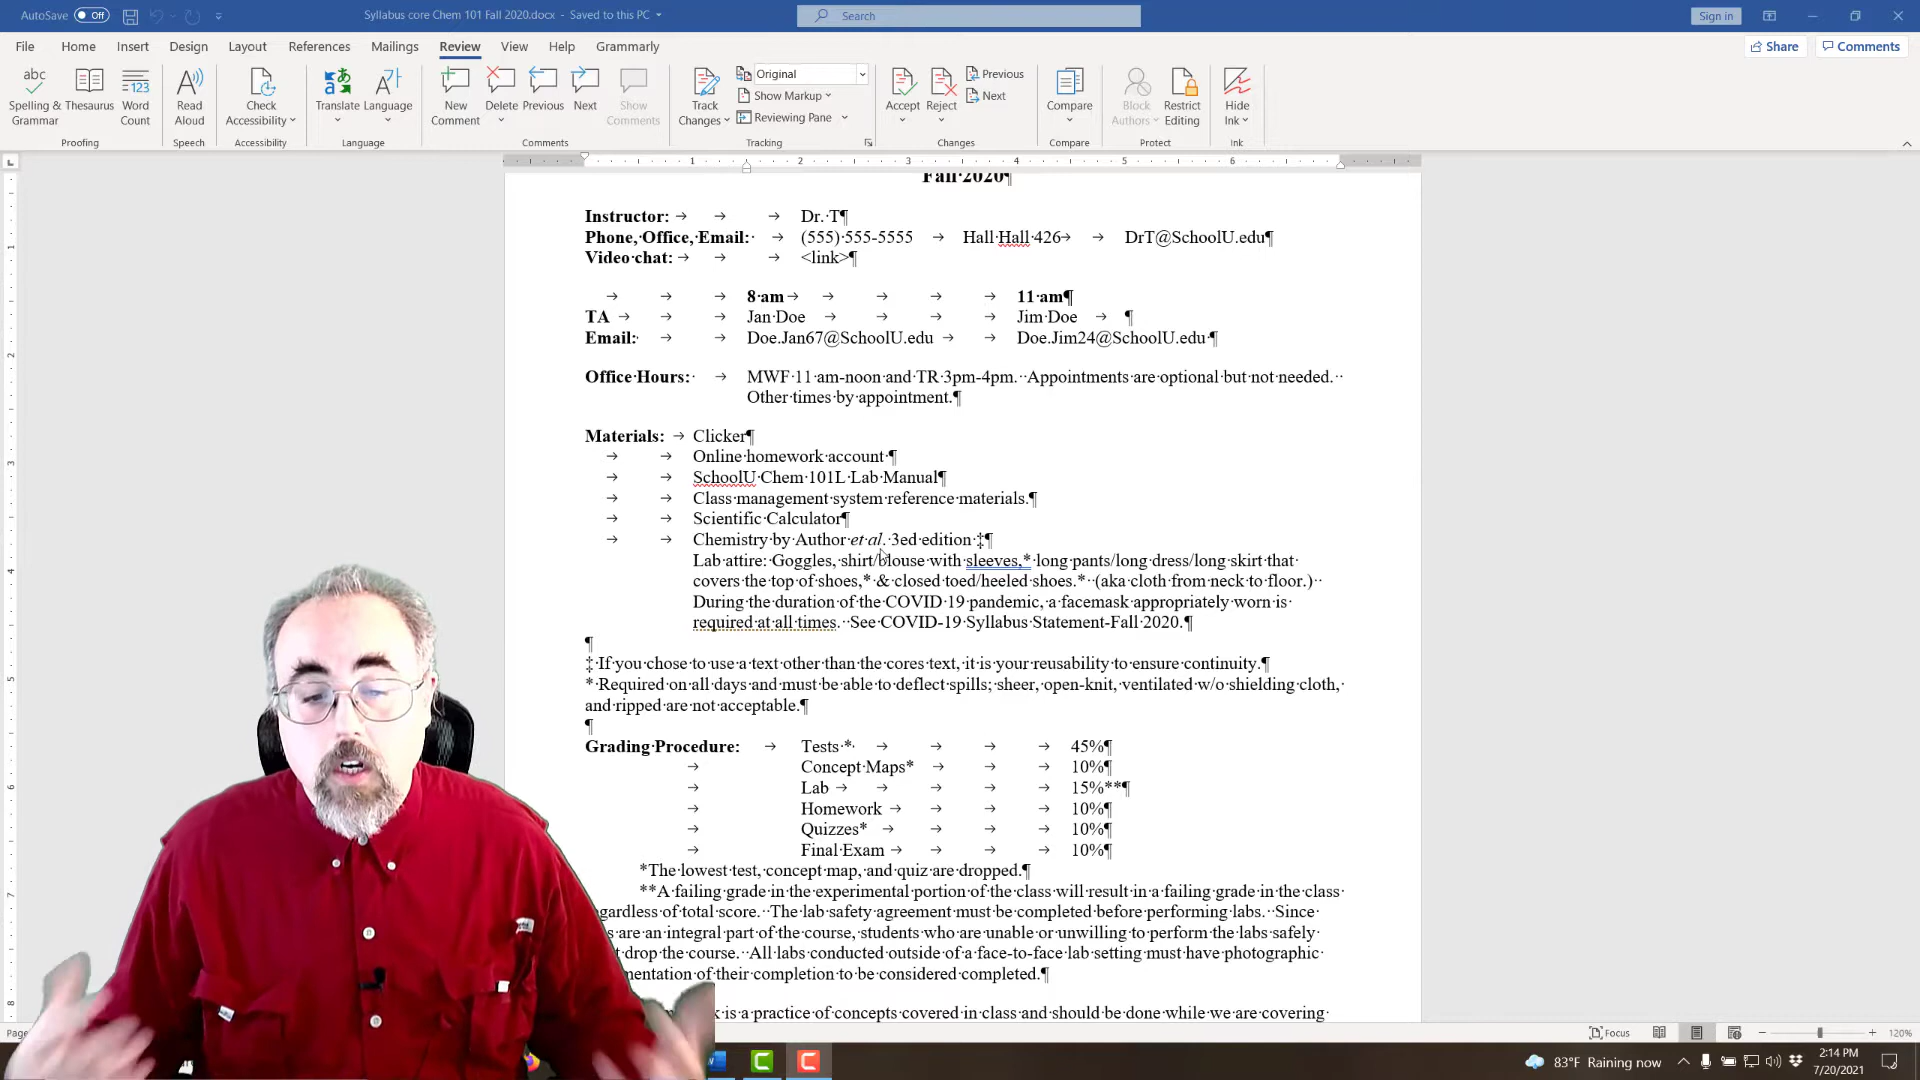 AutoSave Off Syllabus core Chem 101 Fall 2020.docx - Saved to this PC Search Sign in
File Home Insert Design Layout References Mailings Review View Help Grammarly Share Comments
Spelling & Grammar Thesaurus Word Count Read Aloud Check Accessibility Translate Language New Comment Delete Previous Next Show Comments Track Changes Original Show Markup Reviewing Pane Accept Reject Previous Next Compare Block Authors Restrict Editing Hide Ink
Proofing Speech Accessibility Language Comments Tracking Changes Compare Protect Ink
1 2 3 4 5 6
Fall 2020¶
Instructor: Dr. T¶
Phone, Office, Email: (555) 555-5555 Hall Hall 426 DrT@SchoolU.edu¶
Video chat: <link>¶
8 am 11 am¶
TA Jan Doe Jim Doe ¶
Email: Doe.Jan67@SchoolU.edu Doe.Jim24@SchoolU.edu ¶
Office Hours: MWF 11 am-noon and TR 3pm-4pm. Appointments are optional but not needed.
Other times by appointment.¶
Materials: Clicker¶
Online homework account ¶
SchoolU Chem 101L Lab Manual¶
Class management system reference materials.¶
Scientific Calculator¶
Chemistry by Author et al. 3ed edition ‡¶
Lab attire: Goggles, shirt/blouse with sleeves,* long pants/long dress/long skirt that
covers the top of shoes,* & closed toed/heeled shoes.* (aka cloth from neck to floor.)
During the duration of the COVID 19 pandemic, a facemask appropriately worn is
required at all times. See COVID-19 Syllabus Statement-Fall 2020.¶
¶
‡ If you chose to use a text other than the cores text, it is your reusability to ensure continuity.¶
* Required on all days and must be able to deflect spills; sheer, open-knit, ventilated w/o shielding cloth,
and ripped are not acceptable.¶
¶
Grading Procedure: Tests * 45%¶
Concept Maps* 10%¶
Lab 15%**¶
Homework 10%¶
Quizzes* 10%¶
Final Exam 10%¶
*The lowest test, concept map, and quiz are dropped.¶
**A failing grade in the experimental portion of the class will result in a failing grade in the class
gardless of total score. The lab safety agreement must be completed before performing labs. Since
s are an integral part of the course, students who are unable or unwilling to perform the labs safely
t drop the course. All labs conducted outside of a face-to-face lab setting must have photographic
mentation of their completion to be considered completed.¶
k is a practice of concepts covered in class and should be done while we are covering
Page Focus 120%
83°F Raining now 2:14 PM
7/20/2021